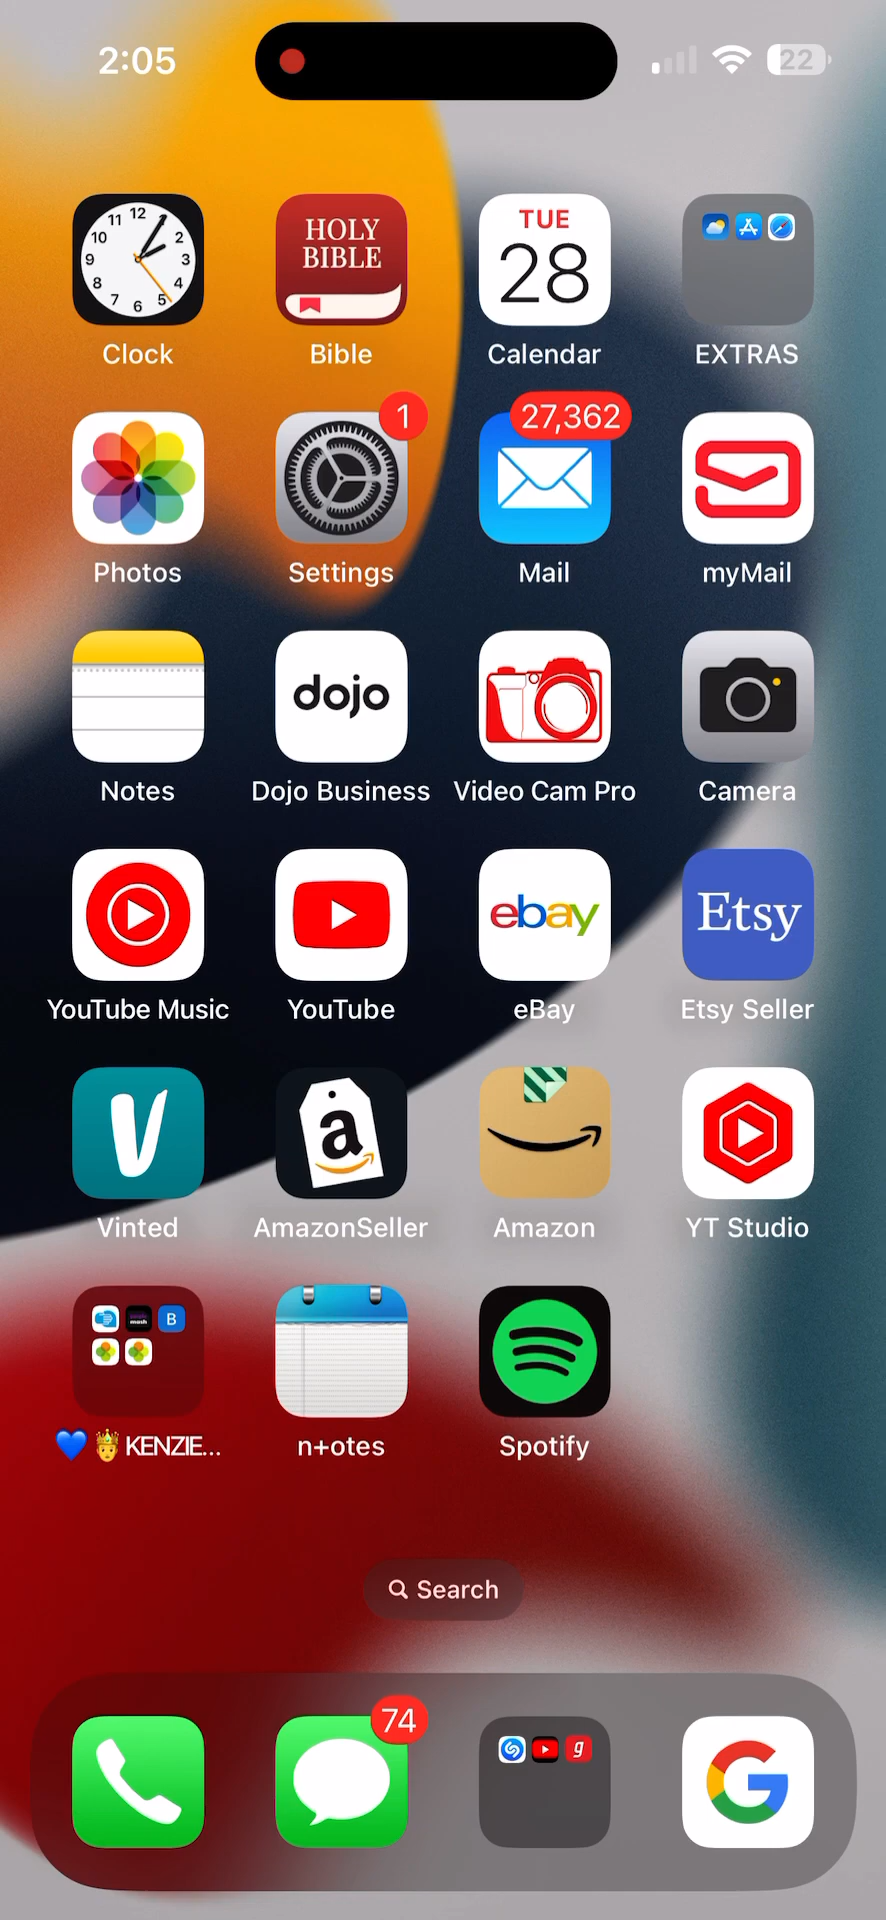 2:05
22
12
11
10
9
8
7
6
5
4
3
2
HOLY
BIBLE
TUE
28
Clock
Bible
Calendar
EXTRAS
1
27,362
Photos
Settings
Mail
myMail
dojo
Notes
Dojo Business
Video Cam Pro
Camera
ebay
Etsy
YouTube Music
YouTube
eBay
Etsy Seller
a
Vinted
AmazonSeller
Amazon
YT Studio
B
💙🤴KENZIE...
n+otes
Spotify
Search
74
g
G